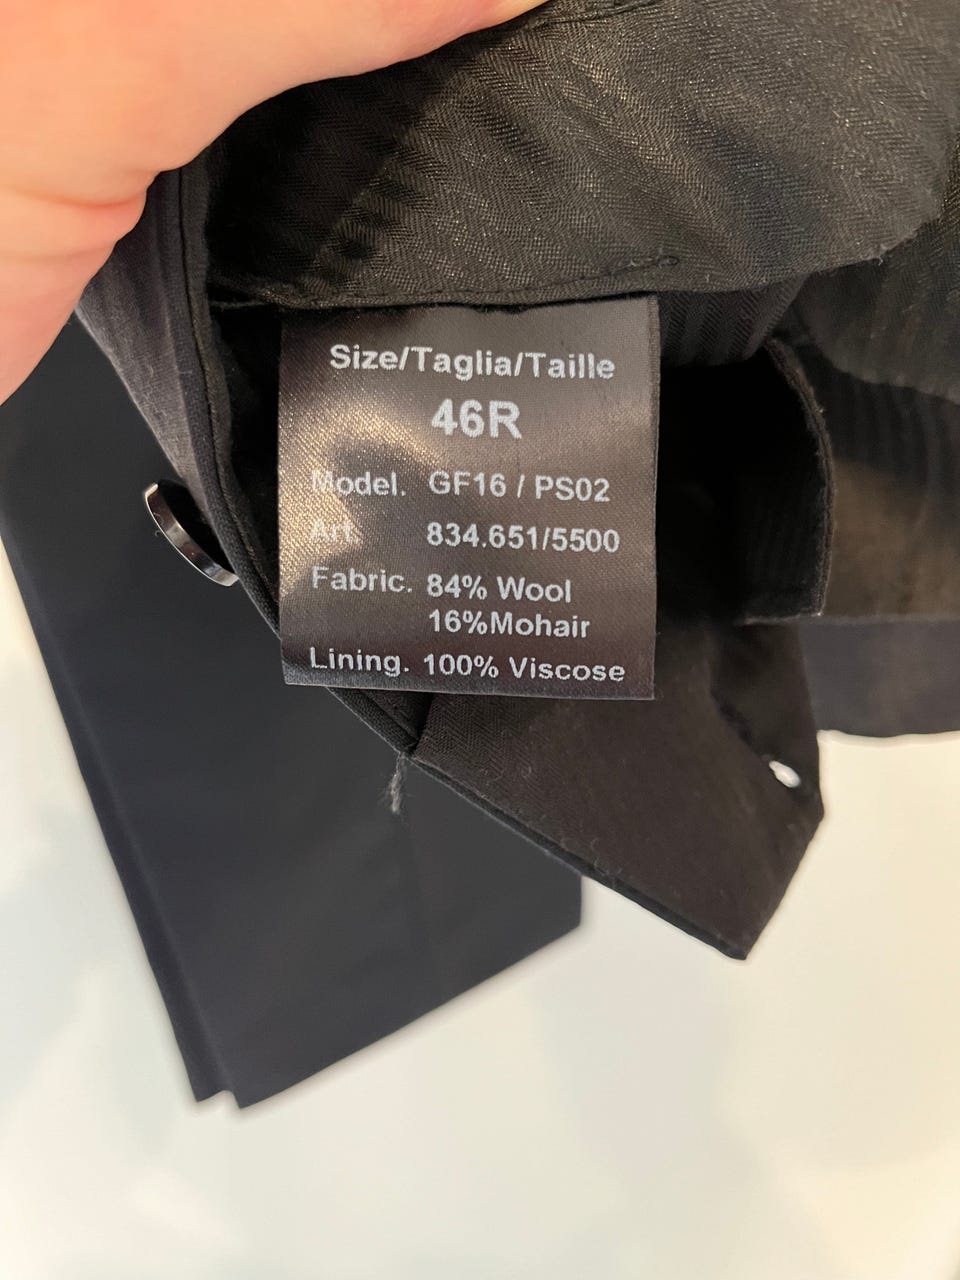 Size/Taglia/Taille
46R
Model. GF16 / PS02
Art. 834.651/5500
Fabric. 84% Wool
16%Mohair
Lining. 100% Viscose